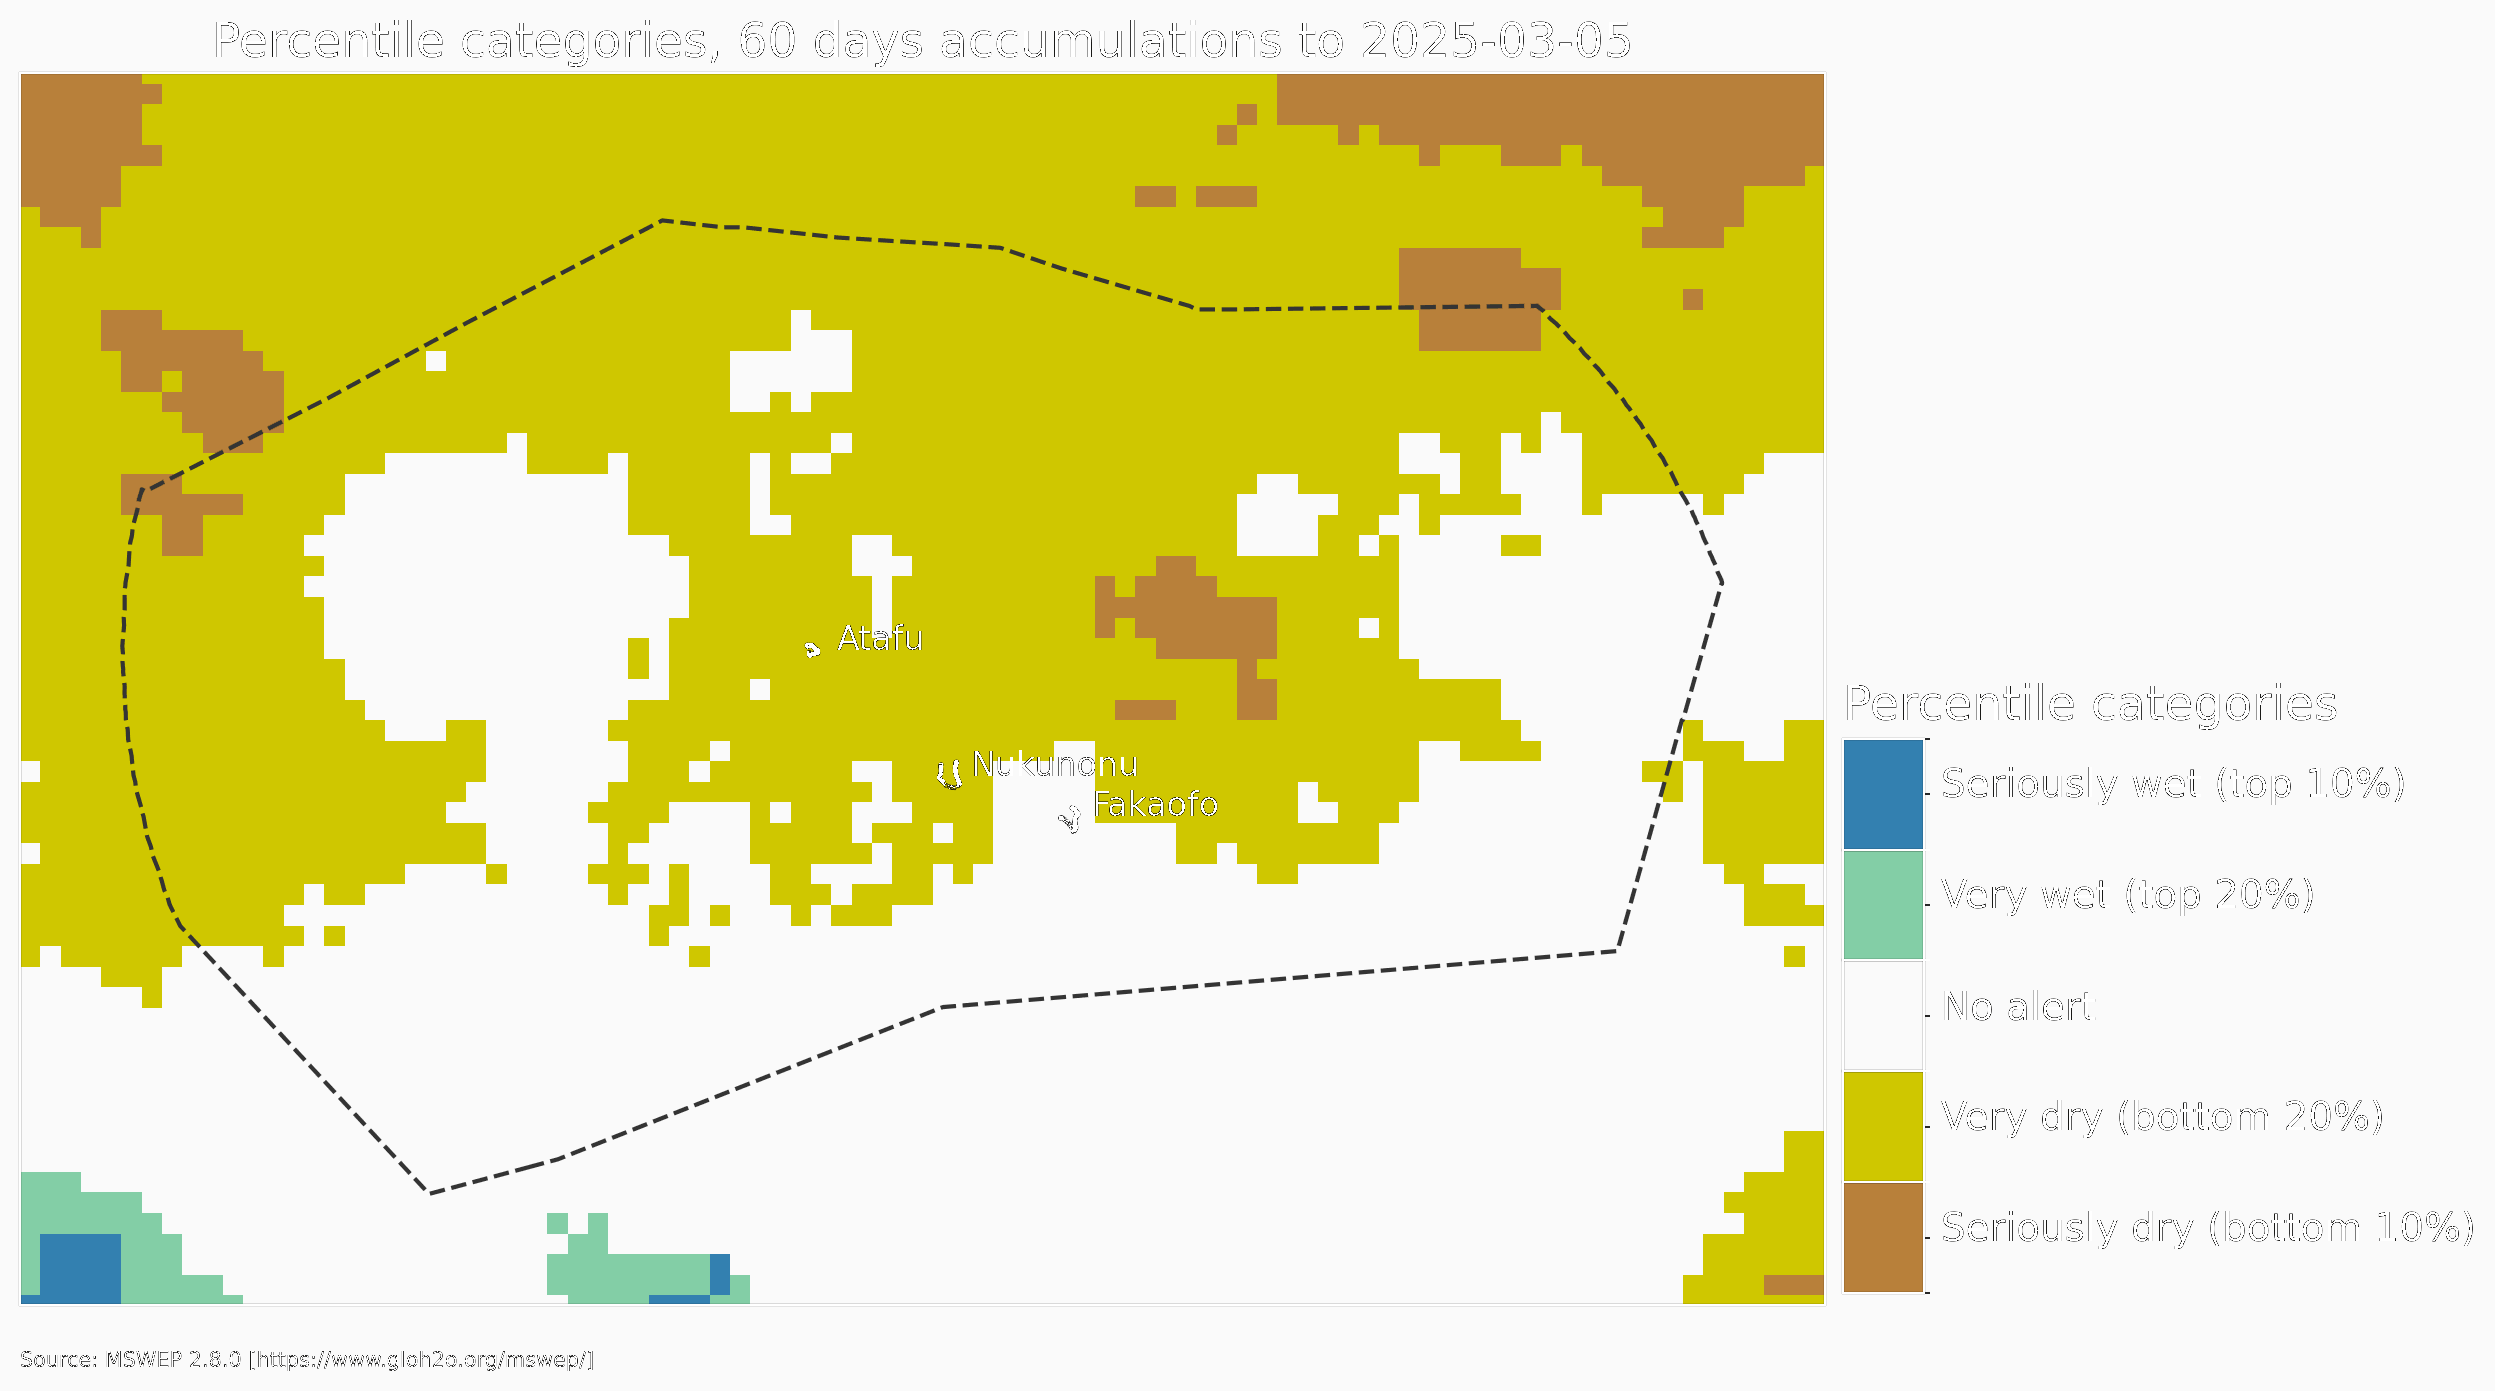 Percentile categories, 60 days accumulations to 2025-03-05
Atafu
Nukunonu
Fakaofo
Percentile categories
Seriously wet (top 10%)
Very wet (top 20%)
No alert
Very dry (bottom 20%)
Seriously dry (bottom 10%)
Source: MSWEP 2.8.0 [https://www.gloh2o.org/mswep/]